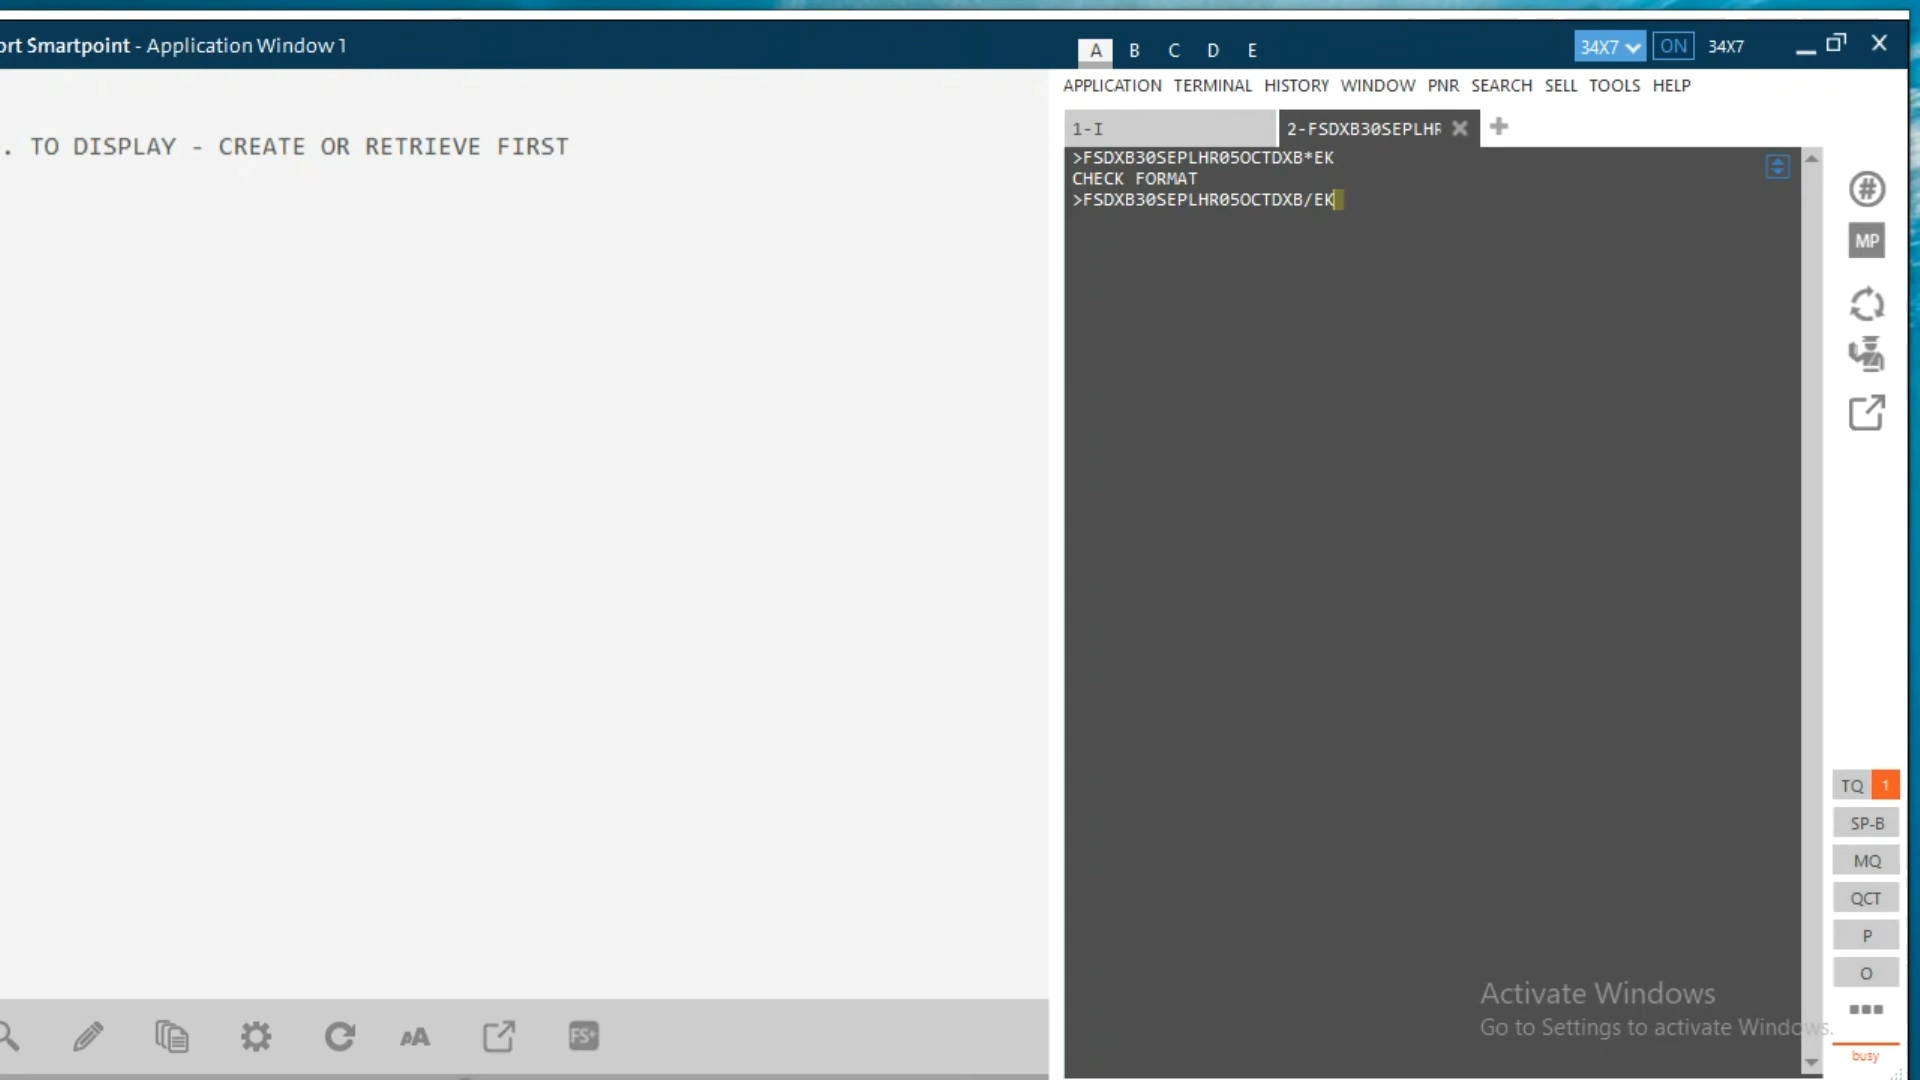 ort Smartpoint - Application Window 1
A B C D E
34X7 ON 34X7
APPLICATION TERMINAL HISTORY WINDOW PNR SEARCH SELL TOOLS HELP
1-I
2-FSDXB30SEPLHR
. TO DISPLAY - CREATE OR RETRIEVE FIRST
>FSDXB30SEPLHR05OCTDXB*EK
CHECK FORMAT
>FSDXB30SEPLHR05OCTDXB/EK
#
MP
TQ 1
SP-B
MQ
QCT
P
O
Activate Windows
Go to Settings to activate Windows.
busy
AA
FS+